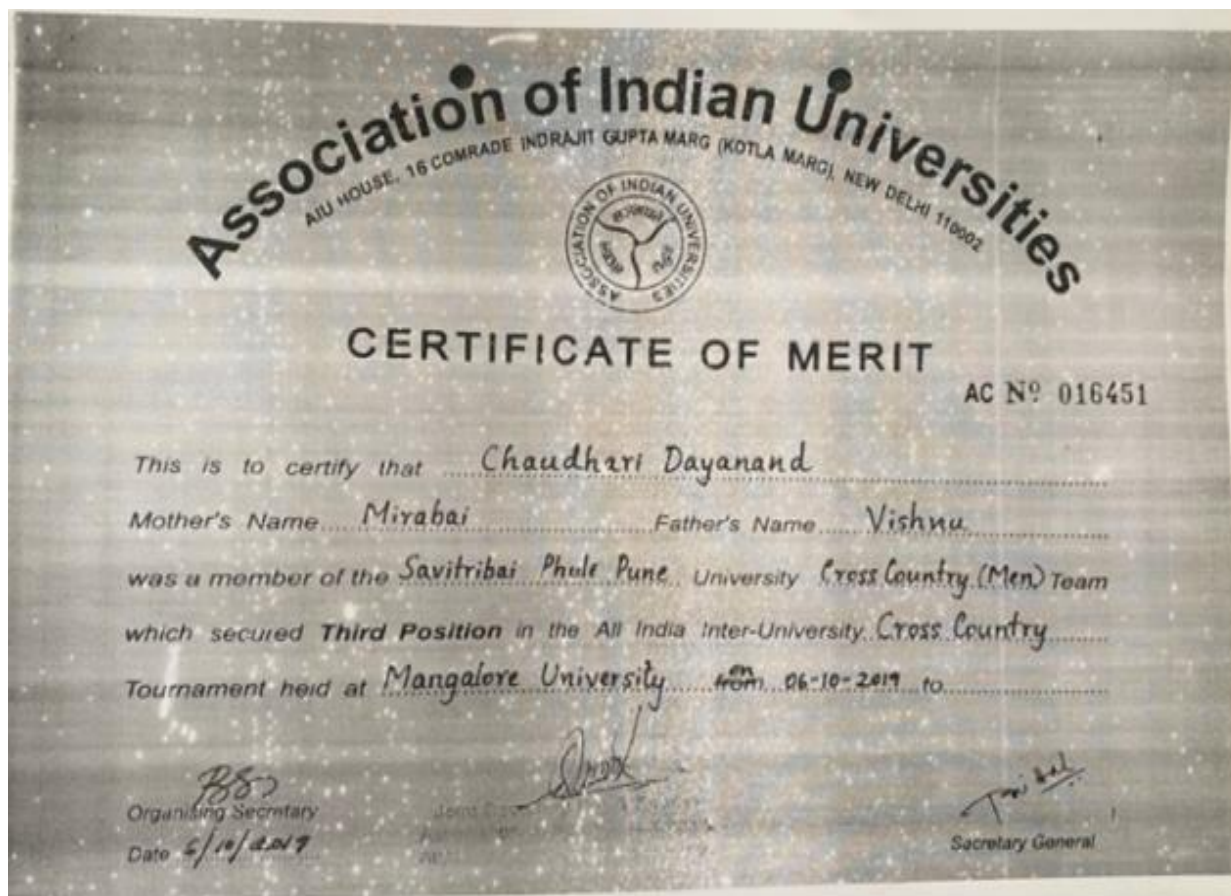 Association of Indian Universities
AIU HOUSE, 16 COMRADE INDRAJIT GUPTA MARG (KOTLA MARG), NEW DELHI 110002
ASSOCIATION OF INDIAN UNIVERSITIES
CERTIFICATE OF MERIT
AC Nº 016451
This is to certify that Chaudhari Dayanand
Mother's Name Mirabai Father's Name Vishnu
was a member of the Savitribai Phule Pune University Cross Country (Men) Team
which secured Third Position in the All India Inter-University Cross Country
Tournament held at Mangalore University on from 06-10-2019 to
Organising Secretary
Secretary General
Date 6/10/2019